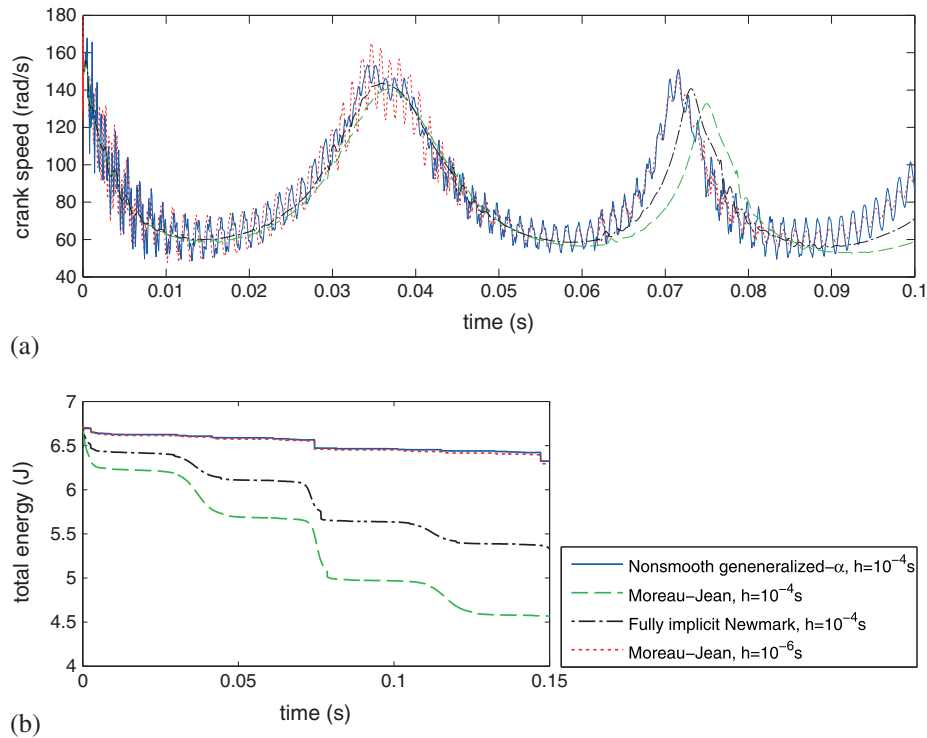 180
160
140
120
100
80
60
40
crank speed (rad/s)
0 0.01 0.02 0.03 0.04 0.05 0.06 0.07 0.08 0.09 0.1
time (s)
(a)
7
6.5
6
5.5
5
4.5
4
total energy (J)
0 0.05 0.1 0.15
time (s)
(b)
Nonsmooth geneneralized-α, h=10⁻⁴s
Moreau-Jean, h=10⁻⁴s
Fully implicit Newmark, h=10⁻⁴s
Moreau-Jean, h=10⁻⁶s